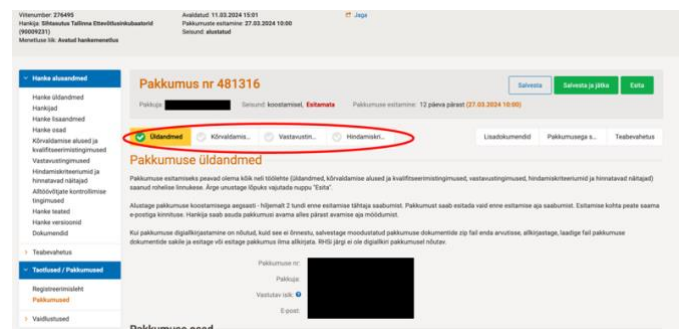 Viitenumber: 276495
Hankija: Sihtasutus Tallinna Ettevõtlusinkubaatorid
(90009231)
Menetluse liik: Avatud hankemenetlus
Avaldatud: 11.03.2024 15:01
Pakkumuste esitamine: 27.03.2024 10:00
Seisund: alustatud
Jaga
Hanke alusandmed
Hanke üldandmed
Hankijad
Hanke lisaandmed
Hanke osad
Kõrvaldamise alused ja
kvalifitseerimistingimused
Vastavustingimused
Hindamiskriteeriumid ja
hinnatavad näitajad
Alltöövõtjate kontrollimise
tingimused
Hanke teated
Hanke versioonid
Dokumendid
Teabevahetus
Taotlused / Pakkumused
Registreerimisleht
Pakkumused
Vaidlustused
Pakkumus nr 481316
Salvesta
Salvesta ja jätka
Esita
Pakkuja:
Seisund: koostamisel, Esitamata
Pakkumuse esitamine: 12 päeva pärast (27.03.2024 10:00)
Üldandmed
Kõrvaldamis...
Vastavustin...
Hindamiskri...
Lisadokumendid
Pakkumusega s...
Teabevahetus
Pakkumuse üldandmed
Pakkumuse esitamiseks peavad olema kõik neli töölehte (üldandmed, kõrvaldamise alused ja kvalifitseerimistingimused, vastavustingimused, hindamiskriteeriumid ja hinnatavad näitajad)
saanud rohelise linnukese. Ärge unustage lõpuks vajutada nuppu "Esita".
Alustage pakkumuse koostamisega aegsasti - hiljemalt 2 tundi enne esitamise tähtaja saabumist. Pakkumust saab esitada vaid enne esitamise aja saabumist. Esitamise kohta peate saama
e-postiga kinnituse. Hankija saab asuda pakkumusi avama alles pärast avamise aja möödumist.
Kui pakkumuse digiallkirjastamine on nõutud, kuid see ei õnnestu, salvestage moodustatud pakkumuse dokumentide zip fail enda arvutisse, allkirjastage, laadige fail pakkumuse
dokumentide sakile ja esitage või esitage pakkumus ilma allkirjata. RHSi järgi ei ole digiallkiri pakkumusel nõutav.
Pakkumuse nr:
Pakkuja:
Vastutav isik:
E-post:
Pakkumuse osad